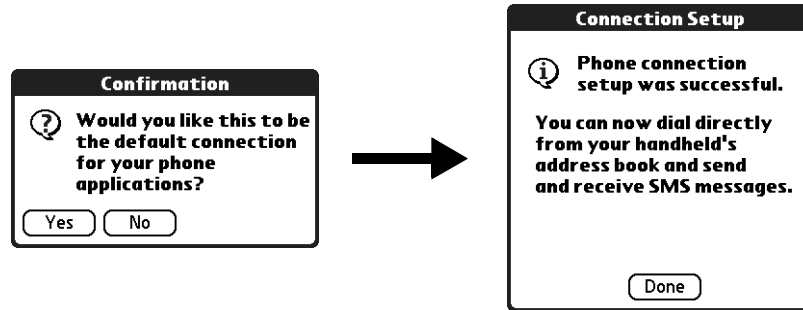 Confirmation
Would you like this to be
the default connection
for your phone
applications?
Yes No
Connection Setup
Phone connection
setup was successful.
You can now dial directly
from your handheld's
address book and send
and receive SMS messages.
Done